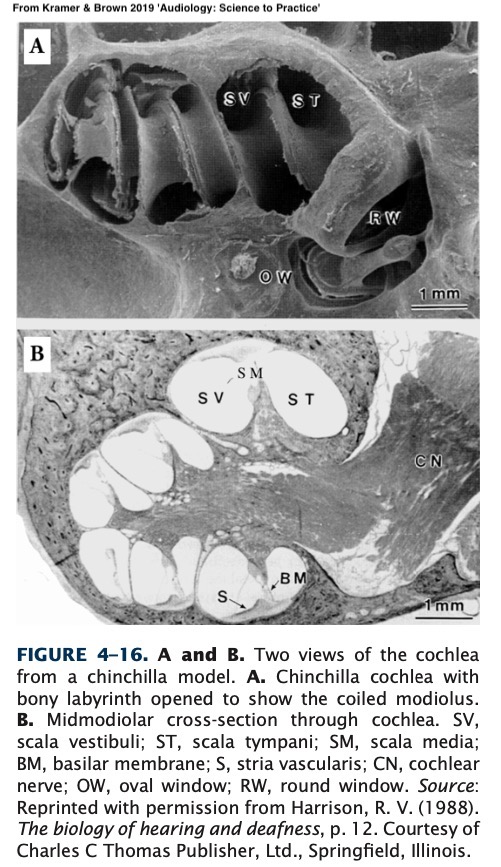 From Kramer & Brown 2019 'Audiology: Science to Practice'
A
SV ST
RW
OW
1 mm
B
SM
SV ST
CN
BM
S
1 mm
FIGURE 4–16. A and B. Two views of the cochlea
from a chinchilla model. A. Chinchilla cochlea with
bony labyrinth opened to show the coiled modiolus.
B. Midmodiolar cross-section through cochlea. SV,
scala vestibuli; ST, scala tympani; SM, scala media;
BM, basilar membrane; S, stria vascularis; CN, cochlear
nerve; OW, oval window; RW, round window. Source:
Reprinted with permission from Harrison, R. V. (1988).
The biology of hearing and deafness, p. 12. Courtesy of
Charles C Thomas Publisher, Ltd., Springfield, Illinois.